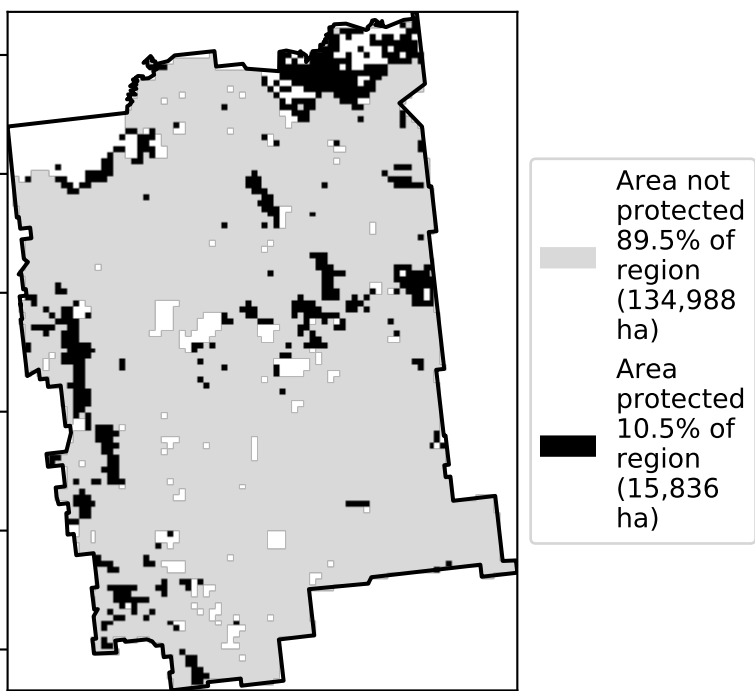 Area not
protected
89.5% of
region
(134,988
ha)
Area
protected
10.5% of
region
(15,836
ha)